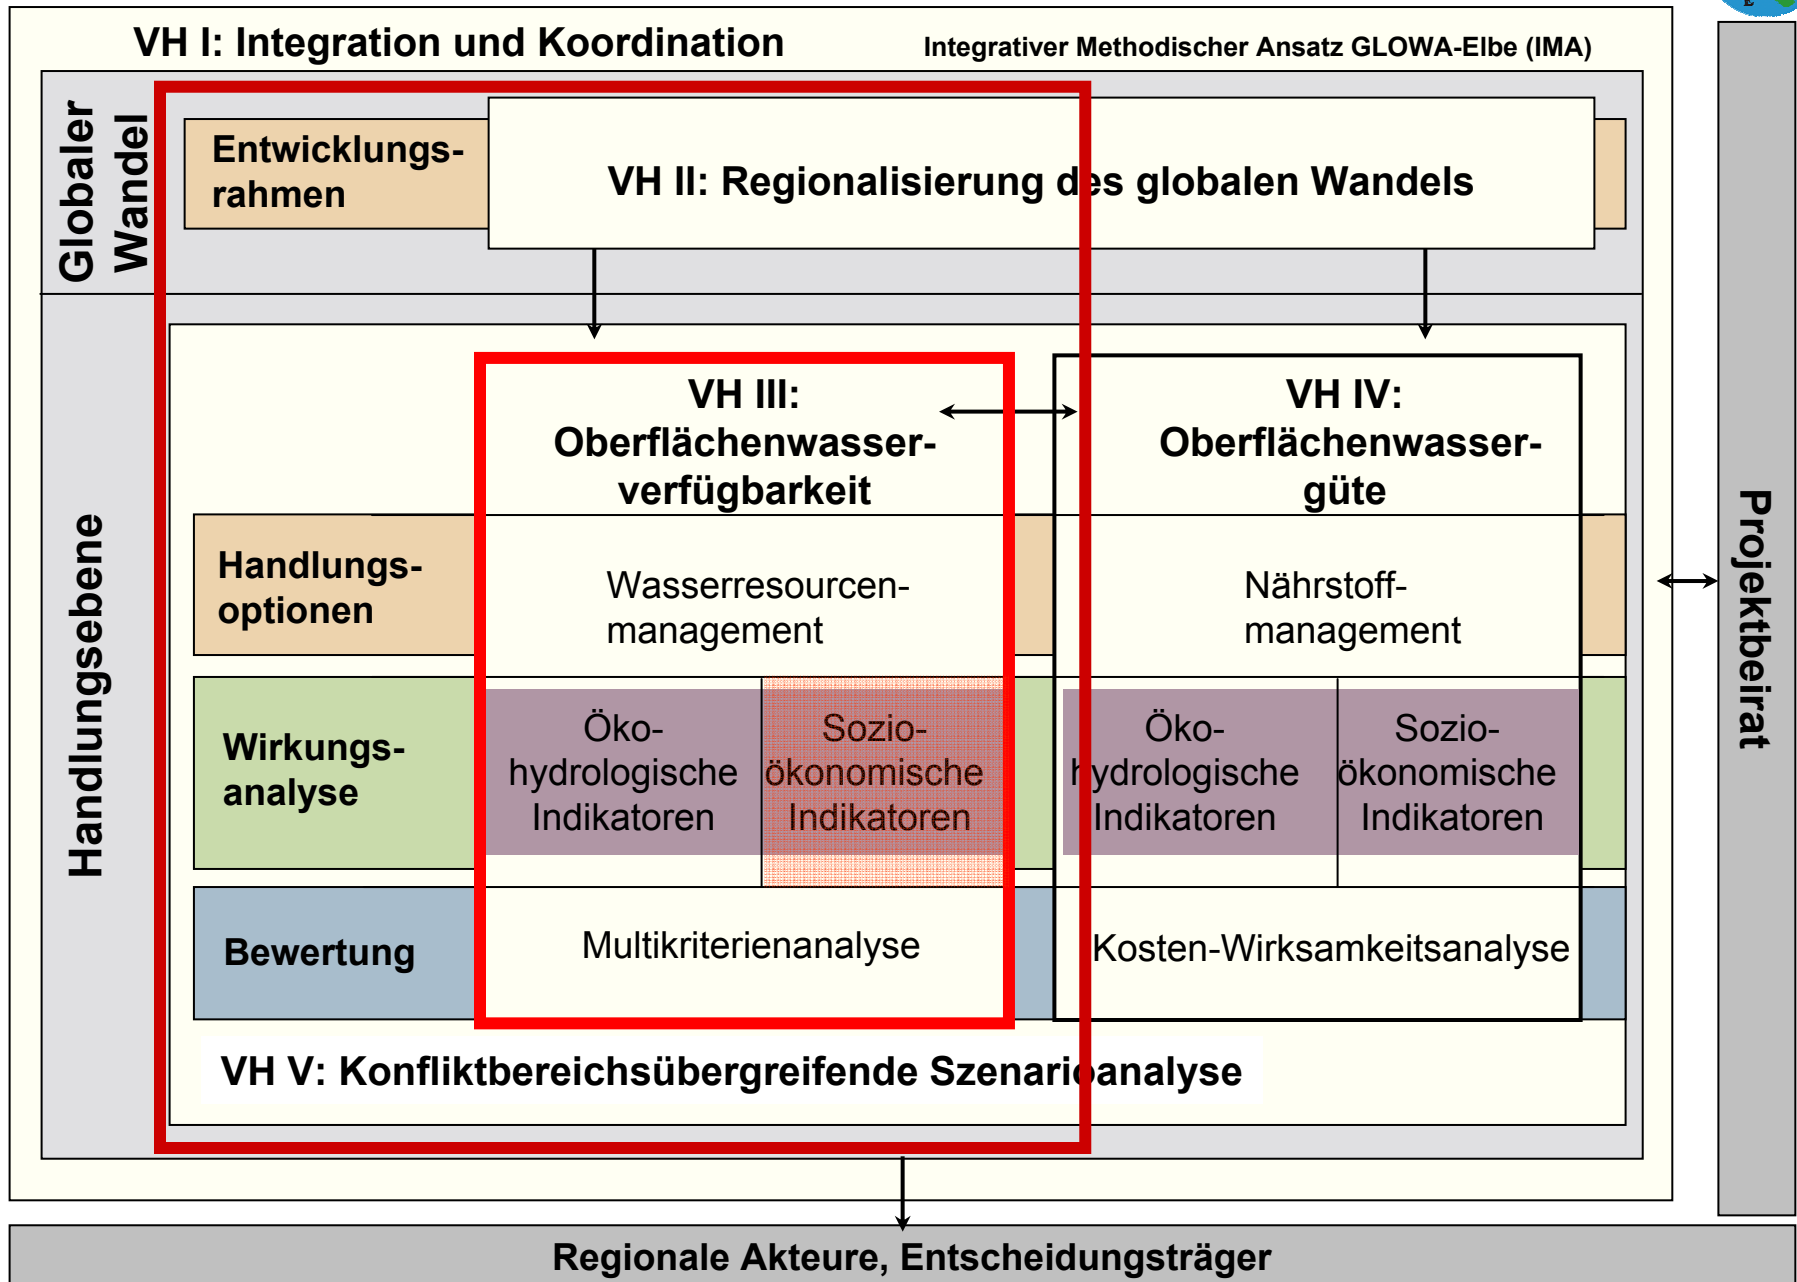 VH I: Integration und Koordination
Integrativer Methodischer Ansatz GLOWA-Elbe (IMA)
Globaler
Wandel
Entwicklungs-
rahmen
VH II: Regionalisierung des globalen Wandels
Handlungsebene
VH III:
Oberflächenwasser-
verfügbarkeit
VH IV:
Oberflächenwasser-
güte
Handlungs-
optionen
Wasserresourcen-
management
Nährstoff-
management
Wirkungs-
analyse
Öko-
hydrologische
Indikatoren
Sozio-
ökonomische
Indikatoren
Öko-
hydrologische
Indikatoren
Sozio-
ökonomische
Indikatoren
Bewertung
Multikriterienanalyse
Kosten-Wirksamkeitsanalyse
VH V: Konfliktbereichsübergreifende Szenarioanalyse
Projektbeirat
Regionale Akteure, Entscheidungsträger